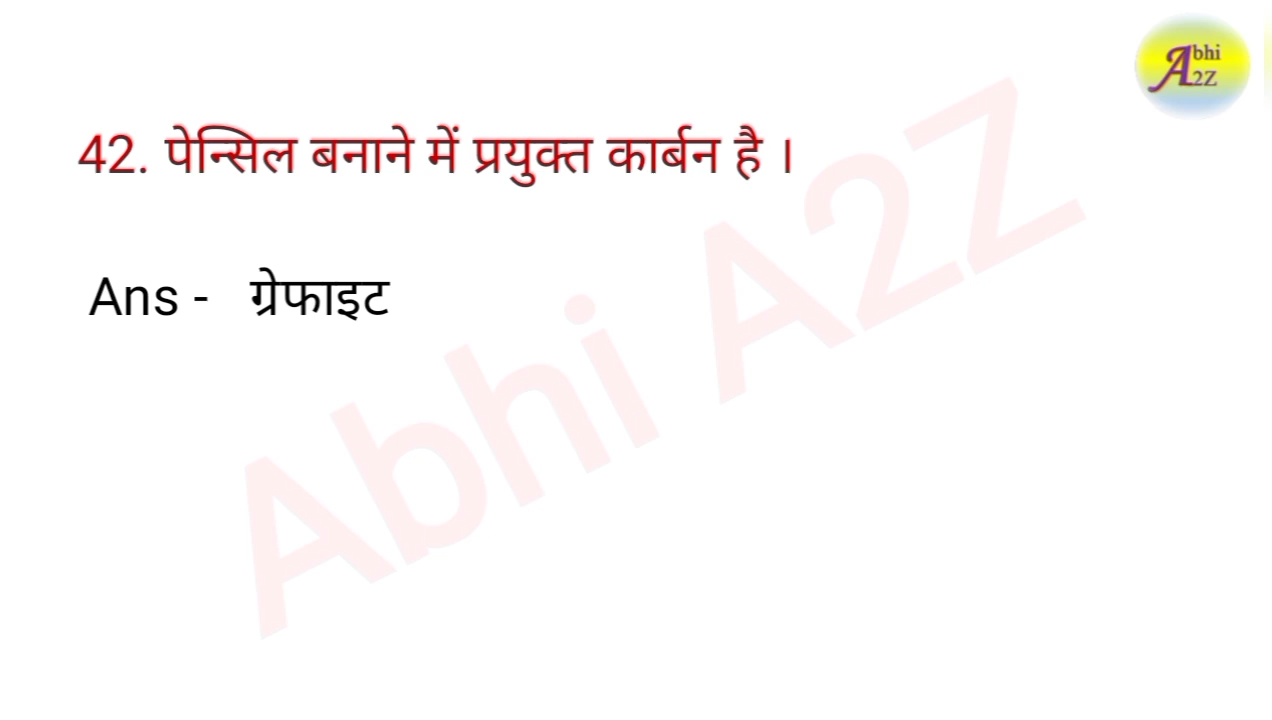 Abhi
A2Z
42. पेन्सिल बनाने में प्रयुक्त कार्बन है ।
Ans - ग्रेफाइट
Abhi A2Z